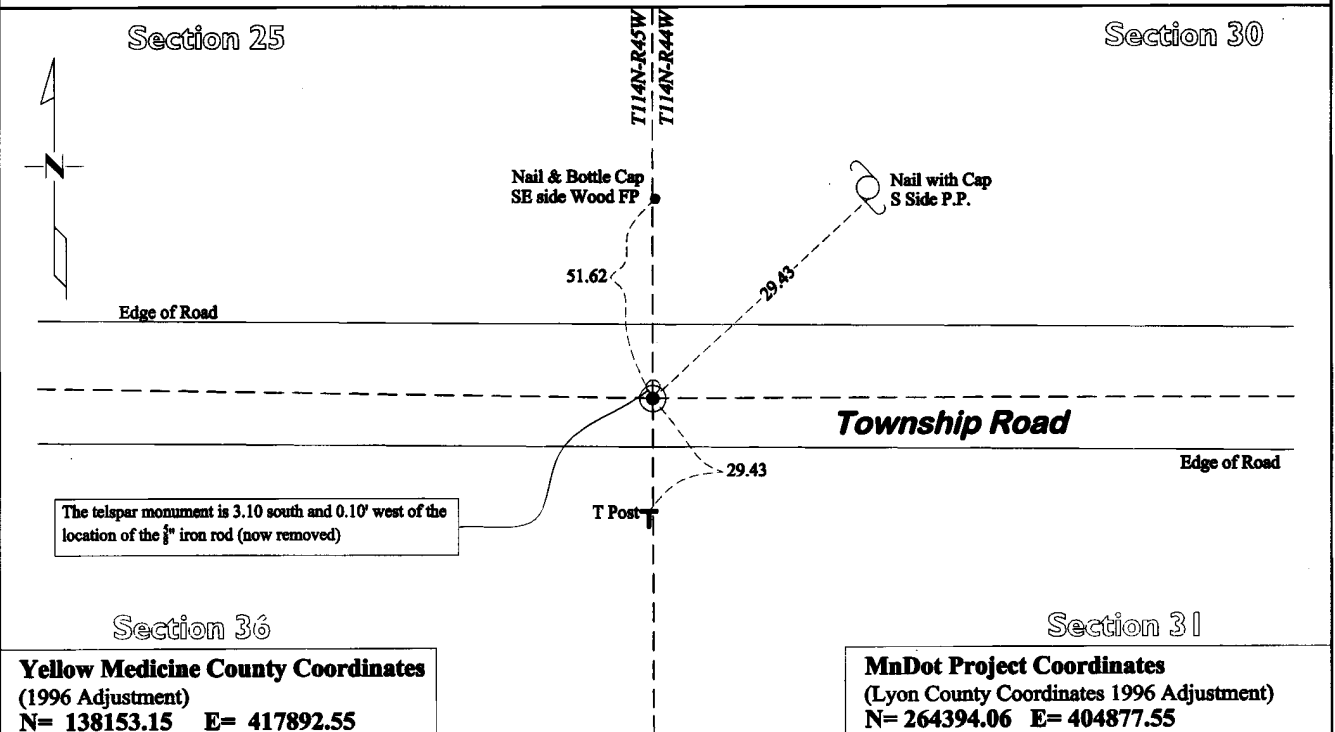 Section 25
T114N-R45W
T114N-R44W
Section 30
N
Nail & Bottle Cap
SE side Wood FP
Nail with Cap
S Side P.P.
51.62
29.43
Edge of Road
Township Road
29.43
Edge of Road
The telspar monument is 3.10 south and 0.10' west of the
location of the 5/8" iron rod (now removed)
T Post
Section 36
Section 31
Yellow Medicine County Coordinates
(1996 Adjustment)
N= 138153.15 E= 417892.55
MnDot Project Coordinates
(Lyon County Coordinates 1996 Adjustment)
N= 264394.06 E= 404877.55